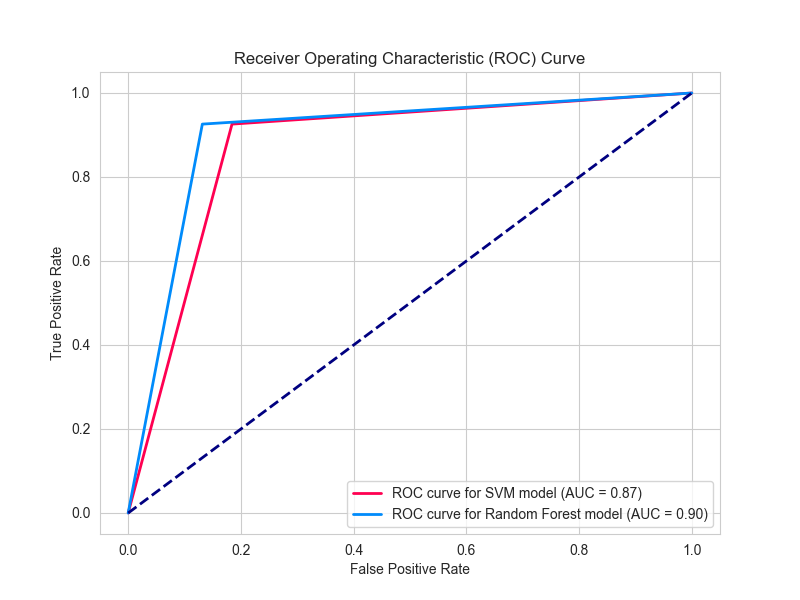 Receiver Operating Characteristic (ROC) Curve
1.0
0.8
0.6
0.4
0.2
0.0
True Positive Rate
ROC curve for SVM model (AUC = 0.87)
ROC curve for Random Forest model (AUC = 0.90)
0.0 0.2 0.4 0.6 0.8 1.0
False Positive Rate